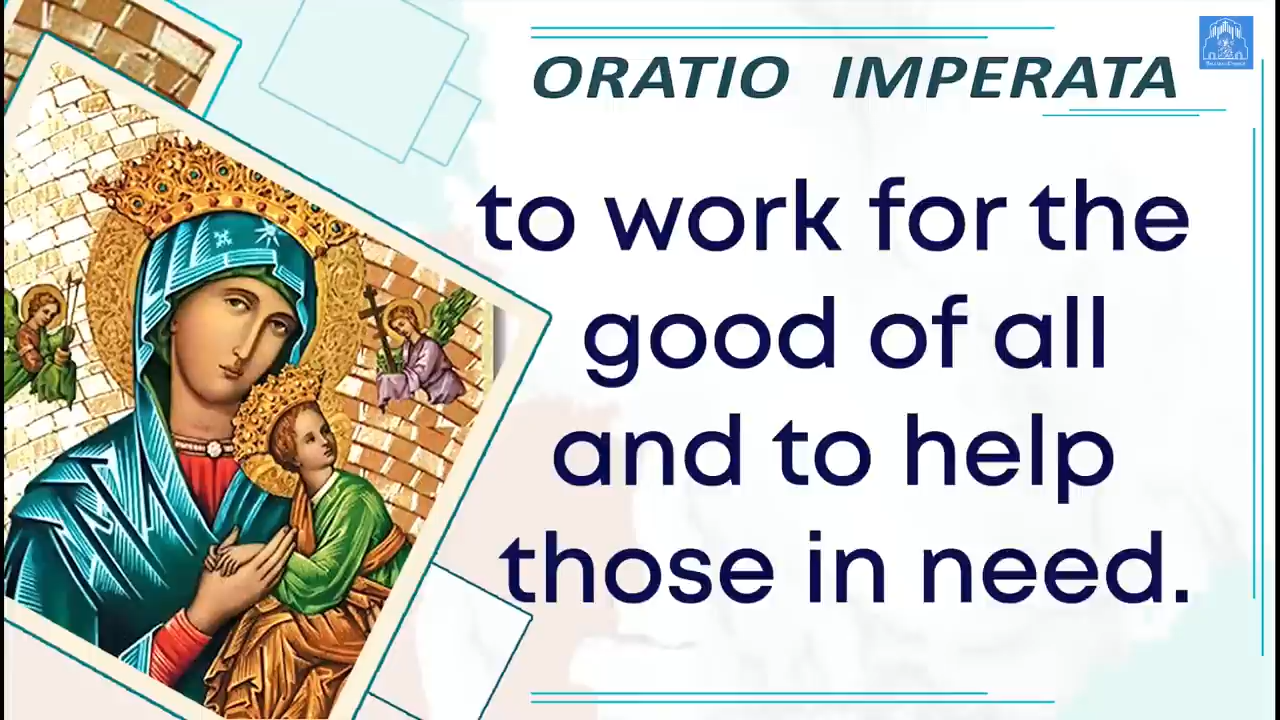 ORATIO IMPERATA
to work for the
good of all
and to help
those in need.